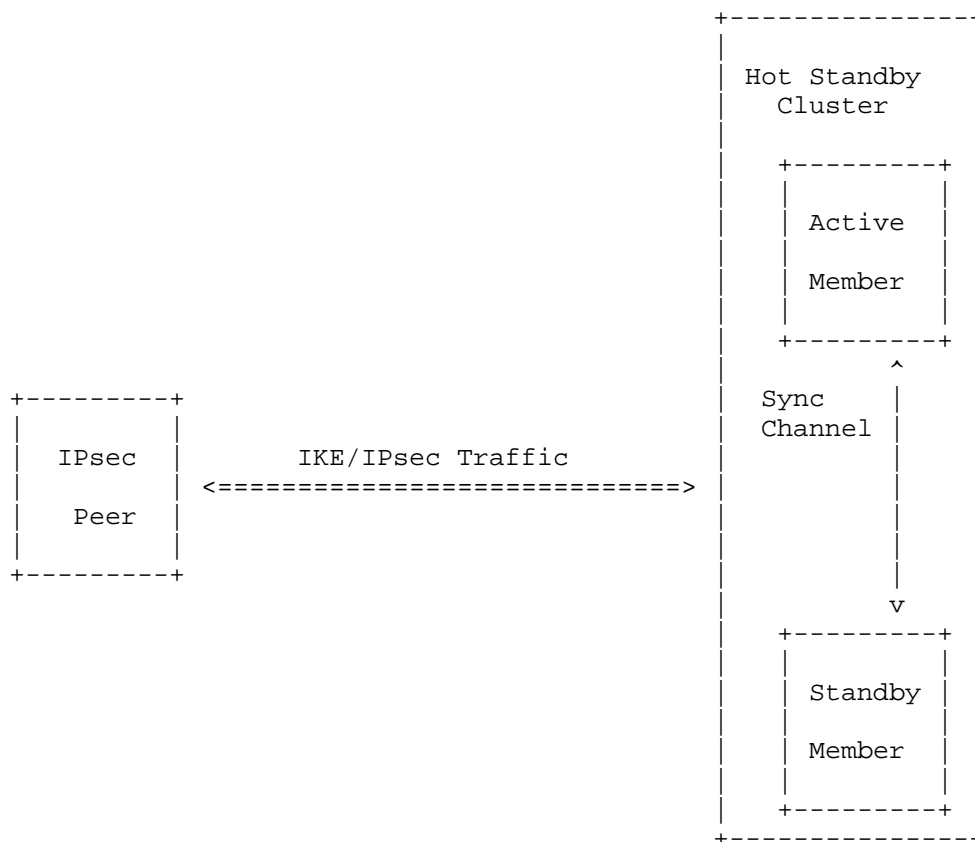 Hot Standby
Cluster
Active
Member
Sync
Channel
IPsec
Peer
IKE/IPsec Traffic
Standby
Member